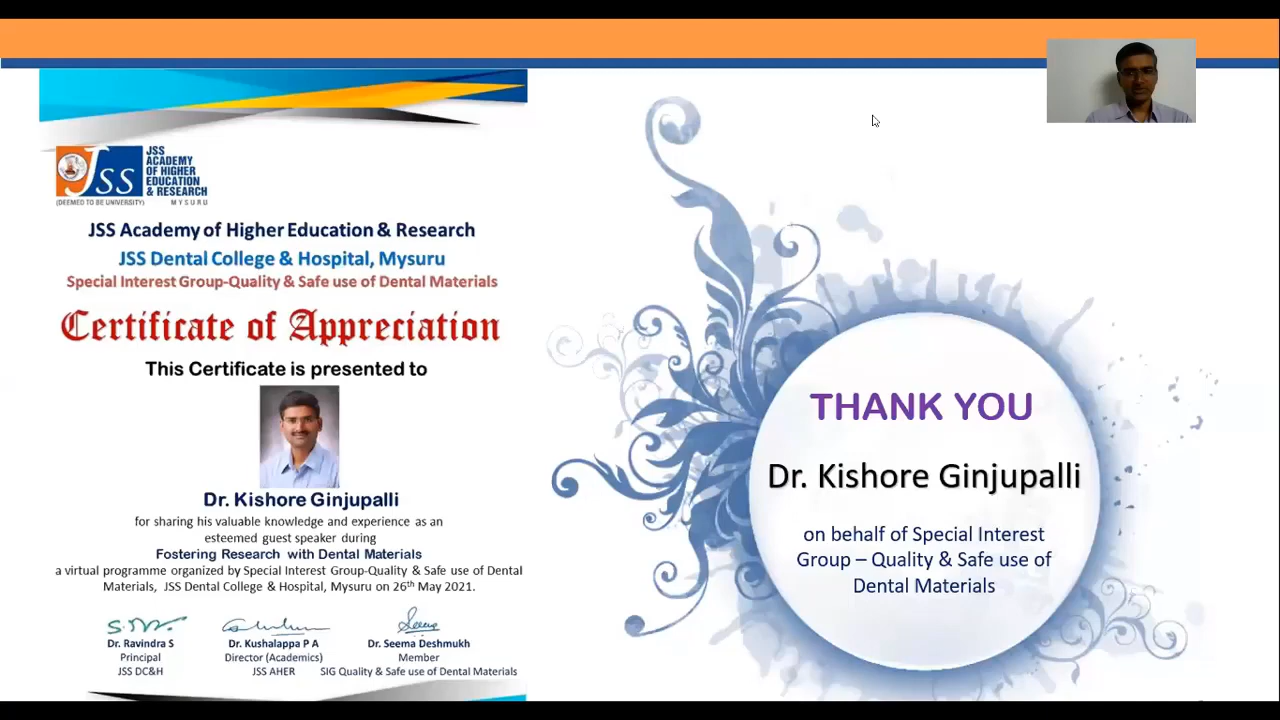 JSS
JSS
ACADEMY
OF HIGHER
EDUCATION
& RESEARCH
(DEEMED TO BE UNIVERSITY) MYSURU
JSS Academy of Higher Education & Research
JSS Dental College & Hospital, Mysuru
Special Interest Group-Quality & Safe use of Dental Materials
Certificate of Appreciation
This Certificate is presented to
Dr. Kishore Ginjupalli
for sharing his valuable knowledge and experience as an
esteemed guest speaker during
Fostering Research with Dental Materials
a virtual programme organized by Special Interest Group-Quality & Safe use of Dental
Materials, JSS Dental College & Hospital, Mysuru on 26th May 2021.
Dr. Ravindra S
Principal
JSS DC&H
Dr. Kushalappa P A
Director (Academics)
JSS AHER
Seema
Dr. Seema Deshmukh
Member
SIG Quality & Safe use of Dental Materials
THANK YOU
Dr. Kishore Ginjupalli
on behalf of Special Interest
Group – Quality & Safe use of
Dental Materials